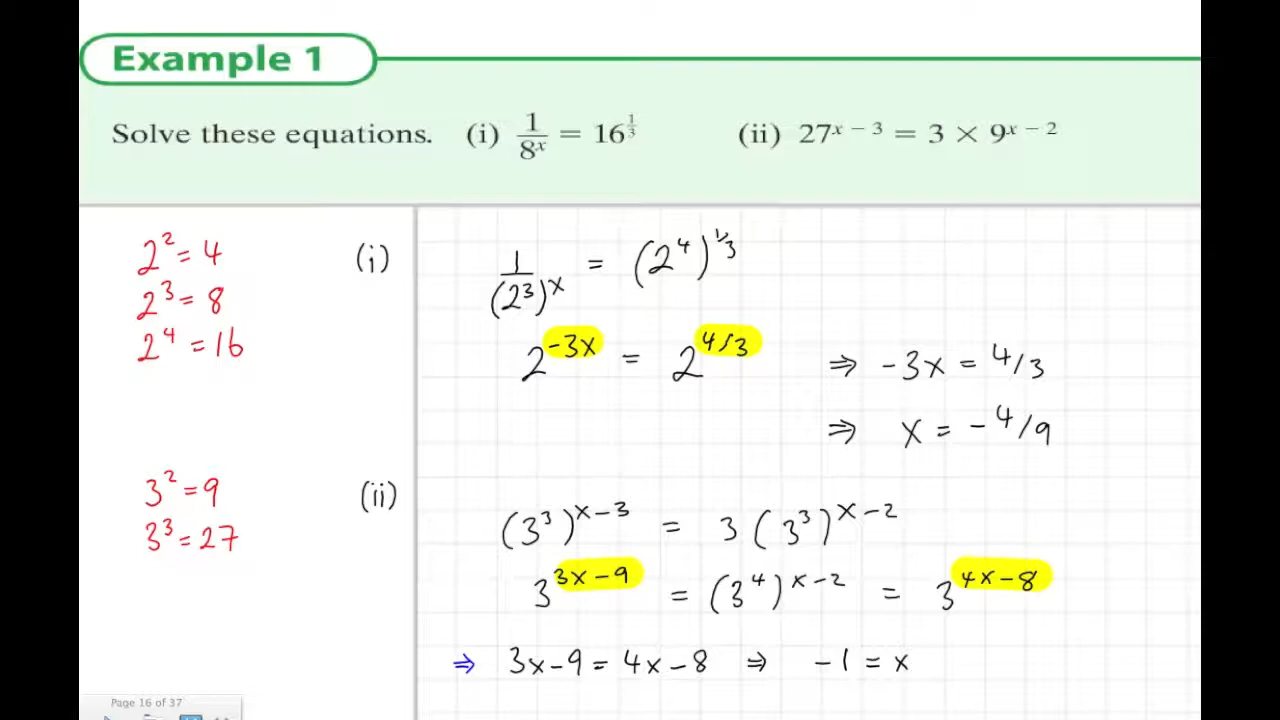 Example 1
Solve these equations. (i) 1/8^x = 16^(1/3) (ii) 27^(x − 3) = 3 × 9^(x − 2)
2² = 4
2³ = 8
2⁴ = 16
(i)
1/(2³)^x = (2⁴)^(1/3)
2^(-3x) = 2^(4/3) ⇒ -3x = 4/3
⇒ x = -4/9
3² = 9
3³ = 27
(ii)
(3³)^(x-3) = 3(3³)^(x-2)
3^(3x-9) = (3⁴)^(x-2) = 3^(4x-8)
⇒ 3x-9 = 4x-8 ⇒ -1 = x
Page 16 of 37